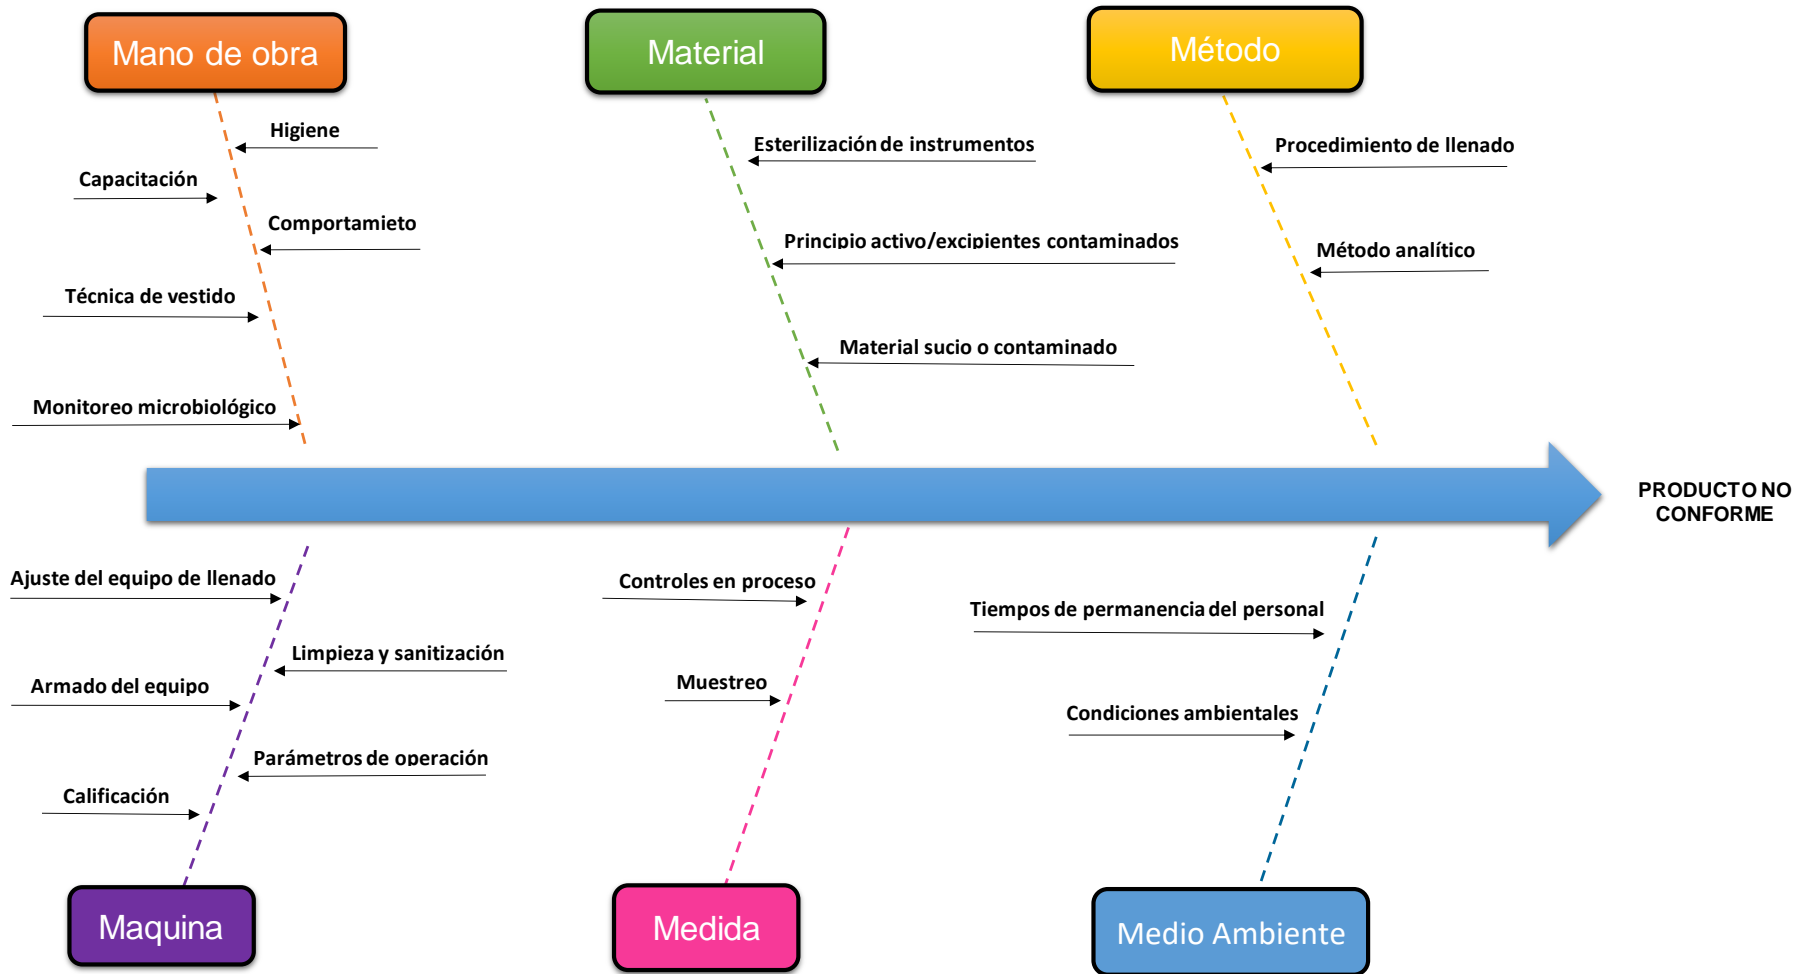 Mano de obra
Material
Método
Higiene
Esterilización de instrumentos
Procedimiento de llenado
Capacitación
Comportamieto
Principio activo/excipientes contaminados
Método analítico
Técnica de vestido
Material sucio o contaminado
Monitoreo microbiológico
PRODUCTO NO
CONFORME
Ajuste del equipo de llenado
Controles en proceso
Tiempos de permanencia del personal
Limpieza y sanitización
Armado del equipo
Muestreo
Condiciones ambientales
Parámetros de operación
Calificación
Maquina
Medida
Medio Ambiente